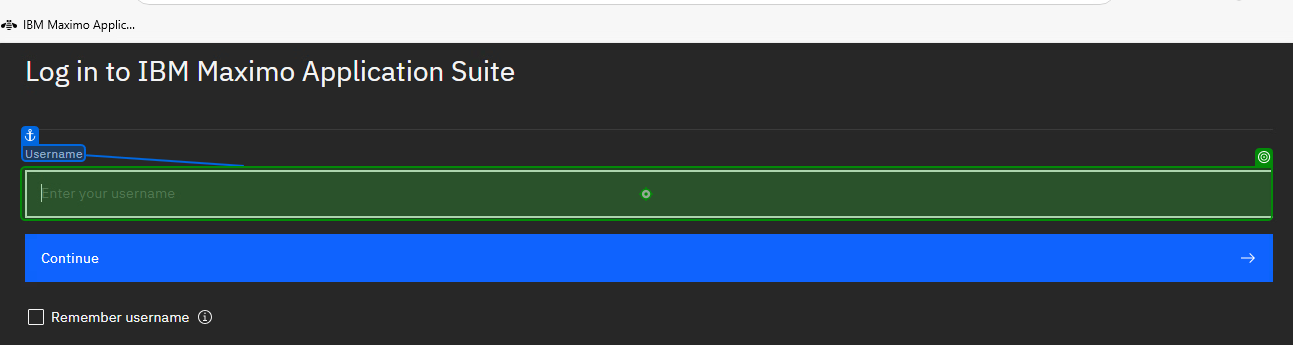 IBM Maximo Applic...
Log in to IBM Maximo Application Suite
Username
Enter your username
Continue
Remember username